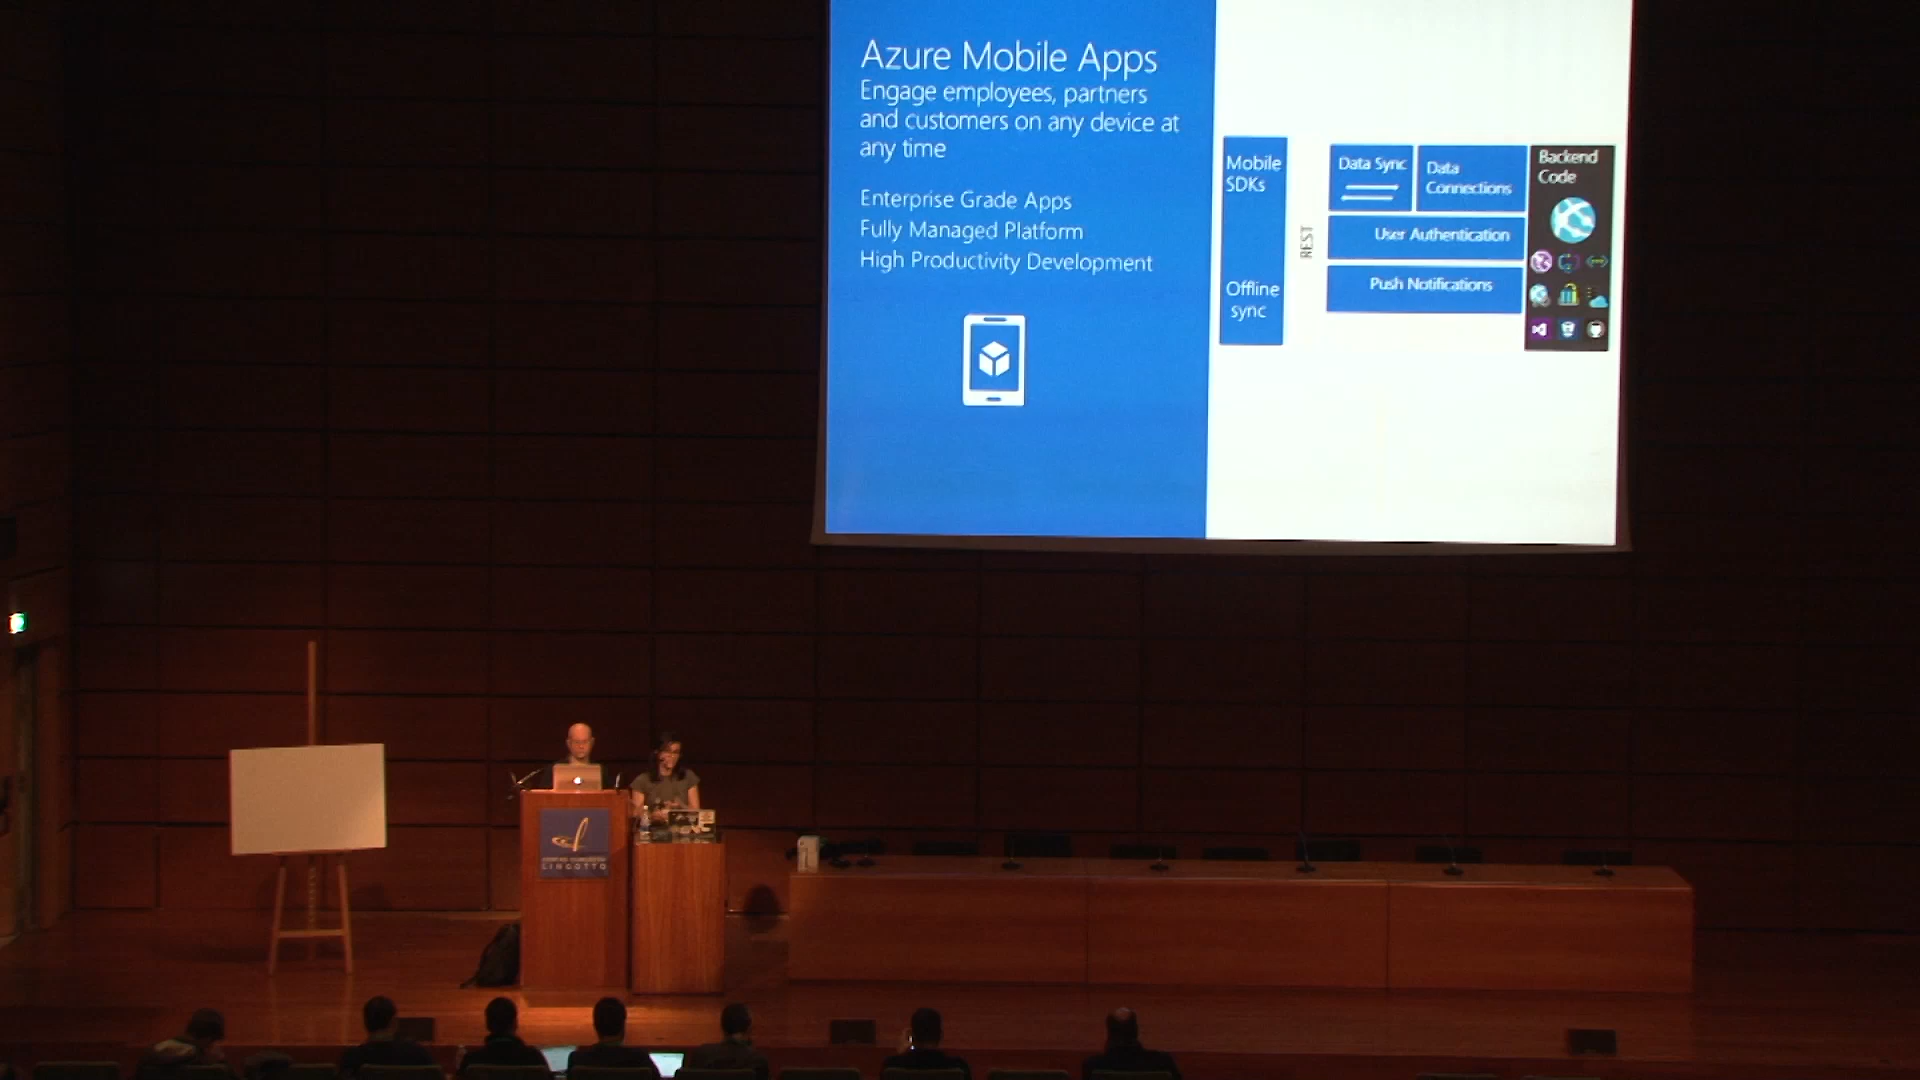 Azure Mobile Apps
Engage employees, partners
and customers on any device at
any time
Enterprise Grade Apps
Fully Managed Platform
High Productivity Development
Mobile
SDKs
Offline
sync
REST
Data Sync
Data
Connections
User Authentication
Push Notifications
Backend
Code
LINGOTTO